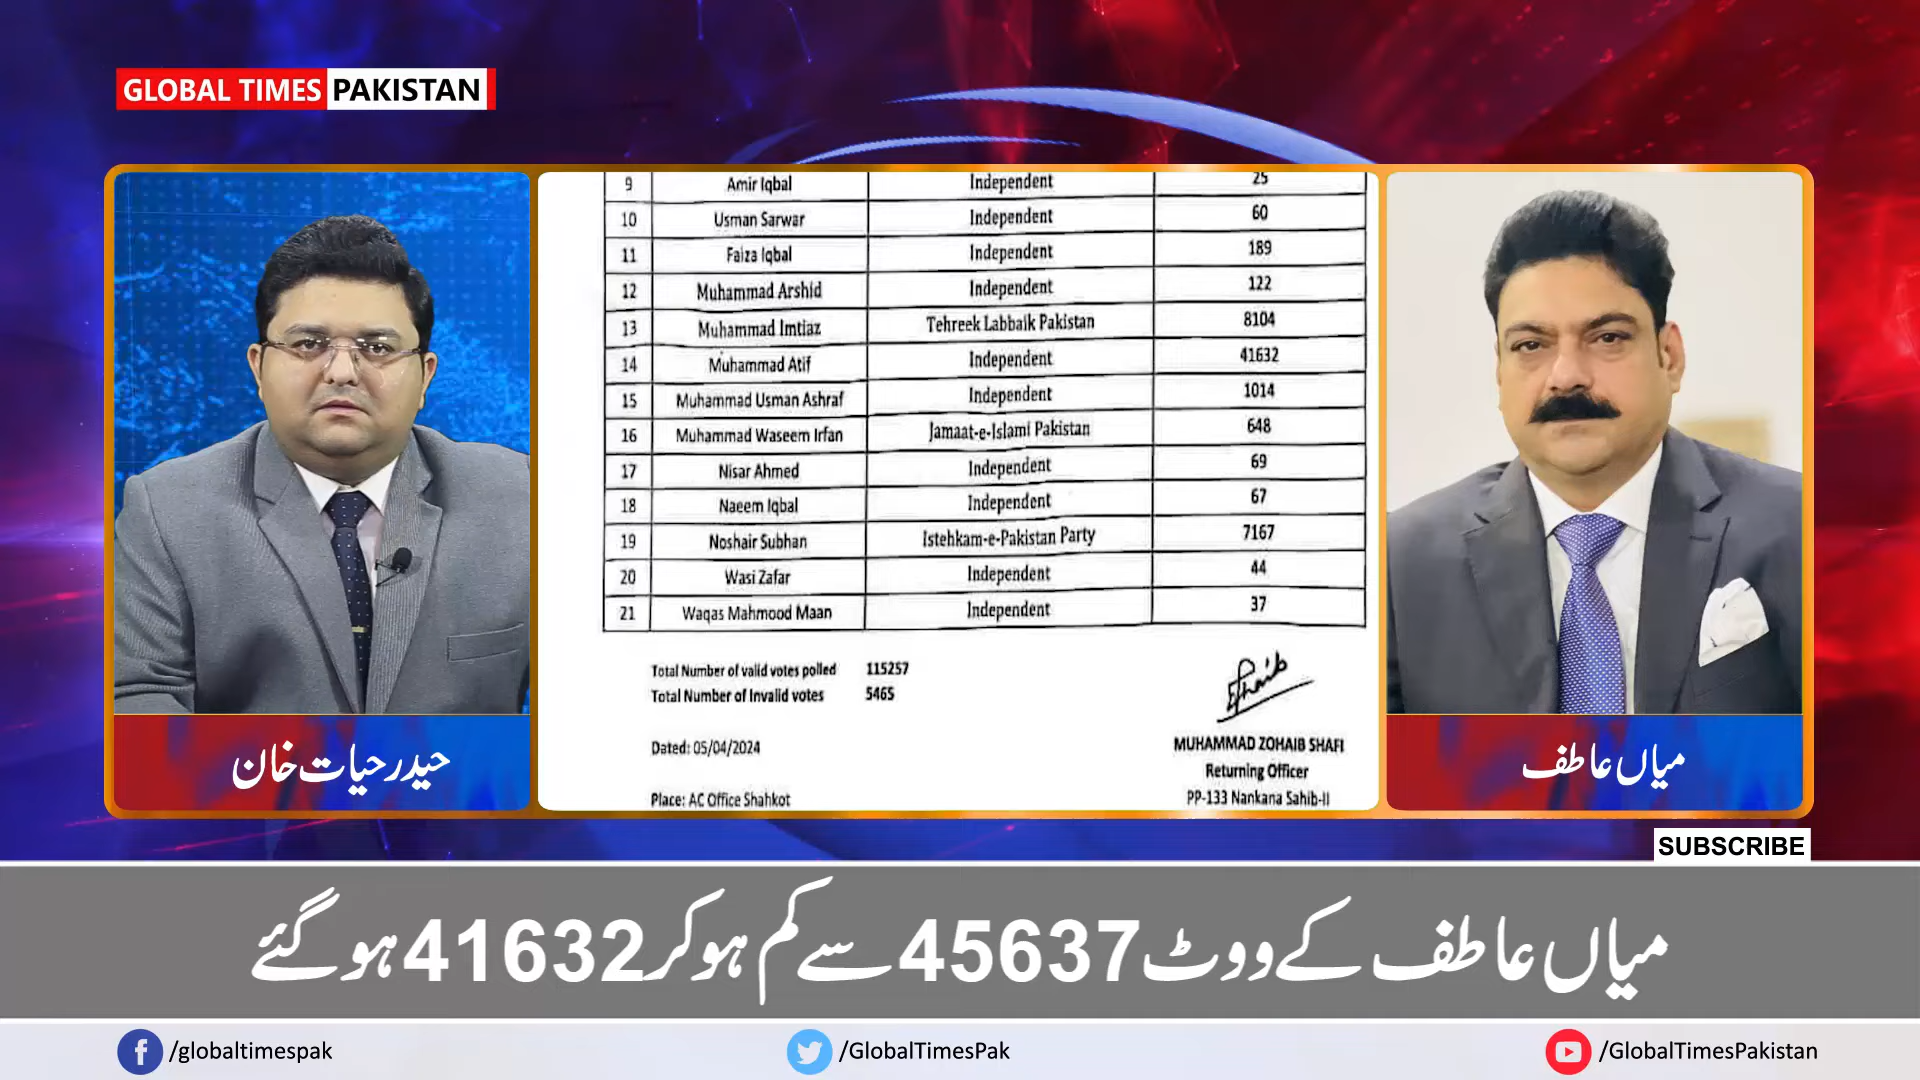 GLOBAL TIMES PAKISTAN
9 Amir Iqbal Independent 25
10 Usman Sarwar Independent 60
11 Faiza Iqbal Independent 189
12 Muhammad Arshid Independent 122
13 Muhammad Imtiaz Tehreek Labbaik Pakistan 8104
14 Muhammad Atif Independent 41632
15 Muhammad Usman Ashraf Independent 1014
16 Muhammad Waseem Irfan Jamaat-e-Islami Pakistan 648
17 Nisar Ahmed Independent 69
18 Naeem Iqbal Independent 67
19 Noshair Subhan Istehkam-e-Pakistan Party 7167
20 Wasi Zafar Independent 44
21 Waqas Mahmood Maan Independent 37
Total Number of valid votes polled 115257
Total Number of Invalid votes 5465
Dated: 05/04/2024
Place: AC Office Shahkot
MUHAMMAD ZOHAIB SHAFI
Returning Officer
PP-133 Nankana Sahib-II
حیدر حیات خان
میاں عاطف
SUBSCRIBE
میاں عاطف کے ووٹ 45637 سے کم ہو کر 41632 ہو گئے
/globaltimespak
/GlobalTimesPak
/GlobalTimesPakistan